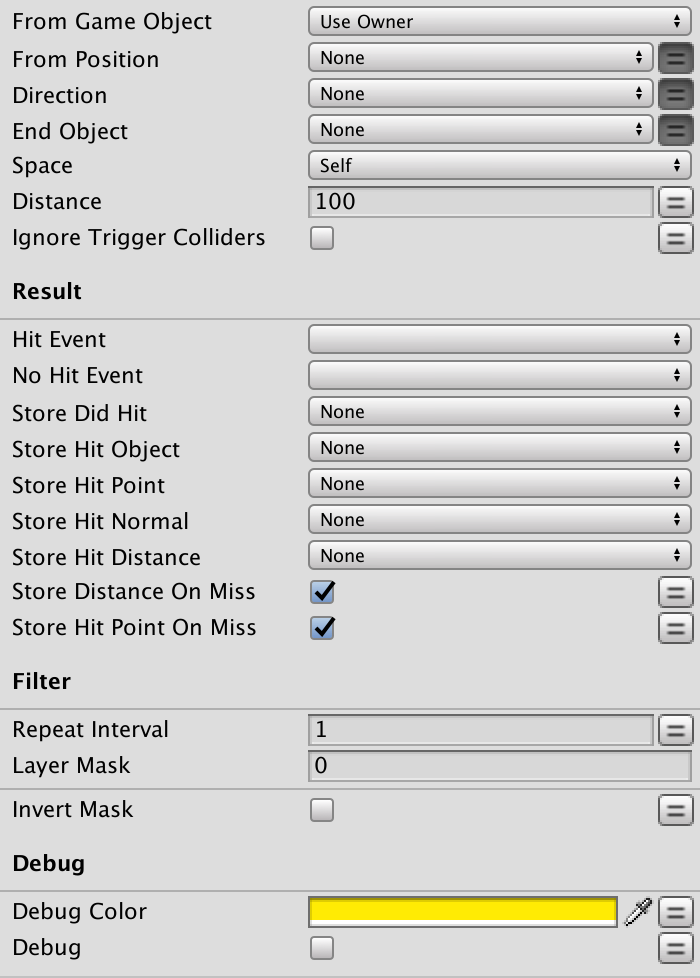 From Game Object Use Owner
From Position None =
Direction None =
End Object None =
Space Self
Distance 100 =
Ignore Trigger Colliders =
Result
Hit Event
No Hit Event
Store Did Hit None
Store Hit Object None
Store Hit Point None
Store Hit Normal None
Store Hit Distance None
Store Distance On Miss =
Store Hit Point On Miss =
Filter
Repeat Interval 1 =
Layer Mask 0
Invert Mask =
Debug
Debug Color =
Debug =